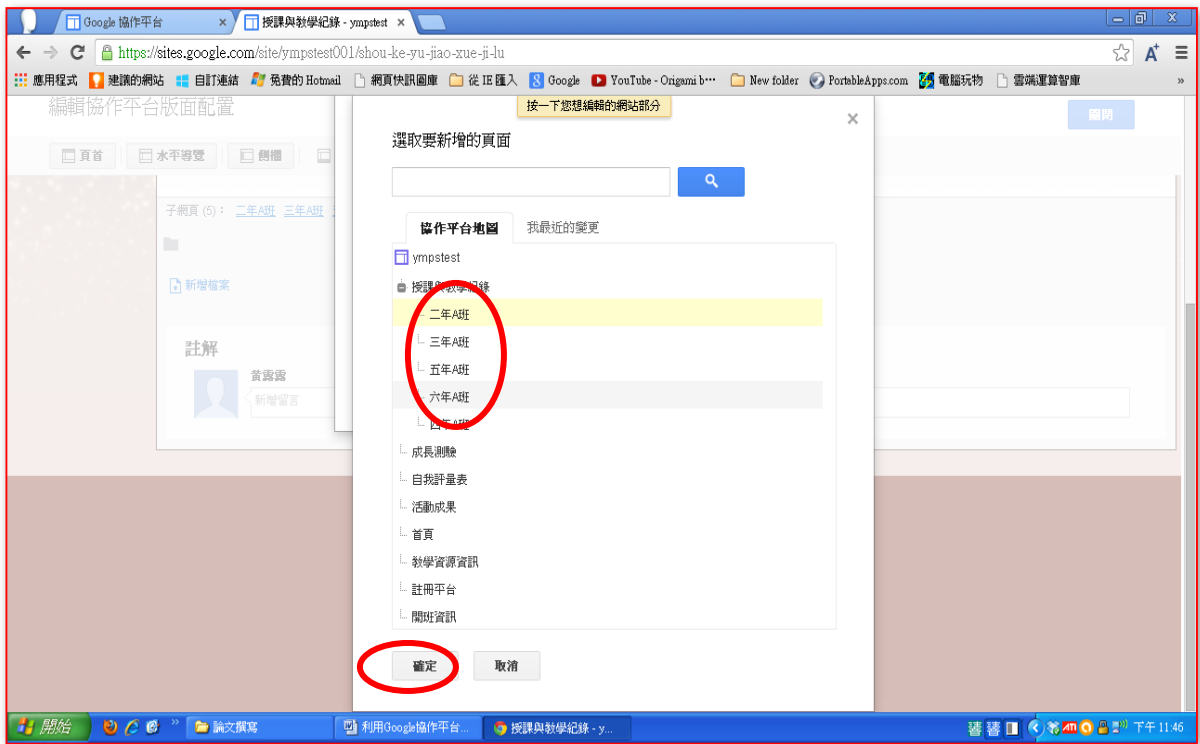 Google 協作平台
授課與教學紀錄 - ympstest
https://sites.google.com/site/ympstest001/shou-ke-yu-jiao-xue-ji-lu
應用程式 建議的網站 自訂連結 免費的 Hotmail 網頁快訊圖庫 從 IE 匯入 Google YouTube - Origami b⋯ New folder PortableApps.com 電腦玩物 雲端運算智庫 »
編輯協作平台版面配置
按一下您想編輯的網站部分
關閉
頁首 水平導覽 側欄
選取要新增的頁面
子網頁 (5)： 二年A班 三年A班
協作平台地圖 我最近的變更
新增檔案
ympstest
授課與教學紀錄
二年A班
三年A班
五年A班
六年A班
四年A班
註解
黃露露
新增留言
成長測驗
自我評量表
活動成果
首頁
教學資源資訊
註冊平台
開班資訊
確定 取消
開始 » 論文撰寫 利用Google協作平台... 授課與教學紀錄 - y... 下午 11:46